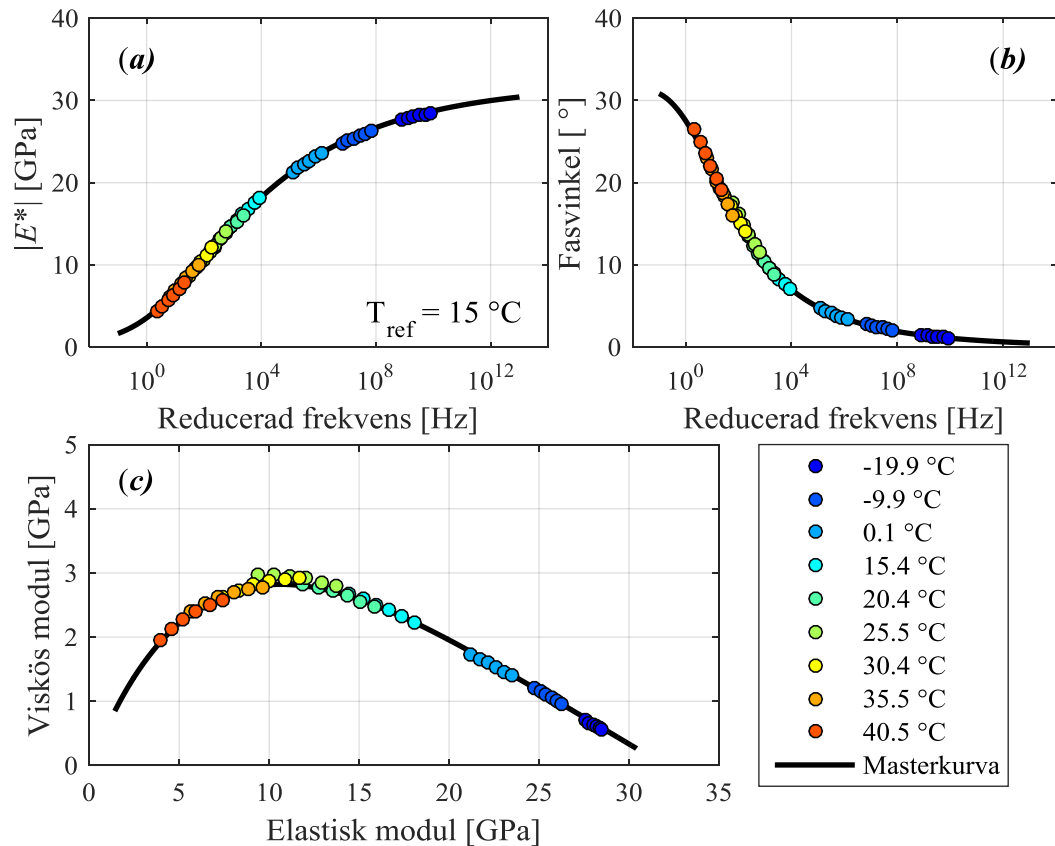 (a)
|E*| [GPa]
40
30
20
10
0
T_ref = 15 °C
10^0 10^4 10^8 10^12
Reducerad frekvens [Hz]
(b)
Fasvinkel [ °]
40
30
20
10
0
10^0 10^4 10^8 10^12
Reducerad frekvens [Hz]
(c)
Viskös modul [GPa]
5
4
3
2
1
0
0 5 10 15 20 25 30 35
Elastisk modul [GPa]
-19.9 °C
-9.9 °C
0.1 °C
15.4 °C
20.4 °C
25.5 °C
30.4 °C
35.5 °C
40.5 °C
Masterkurva